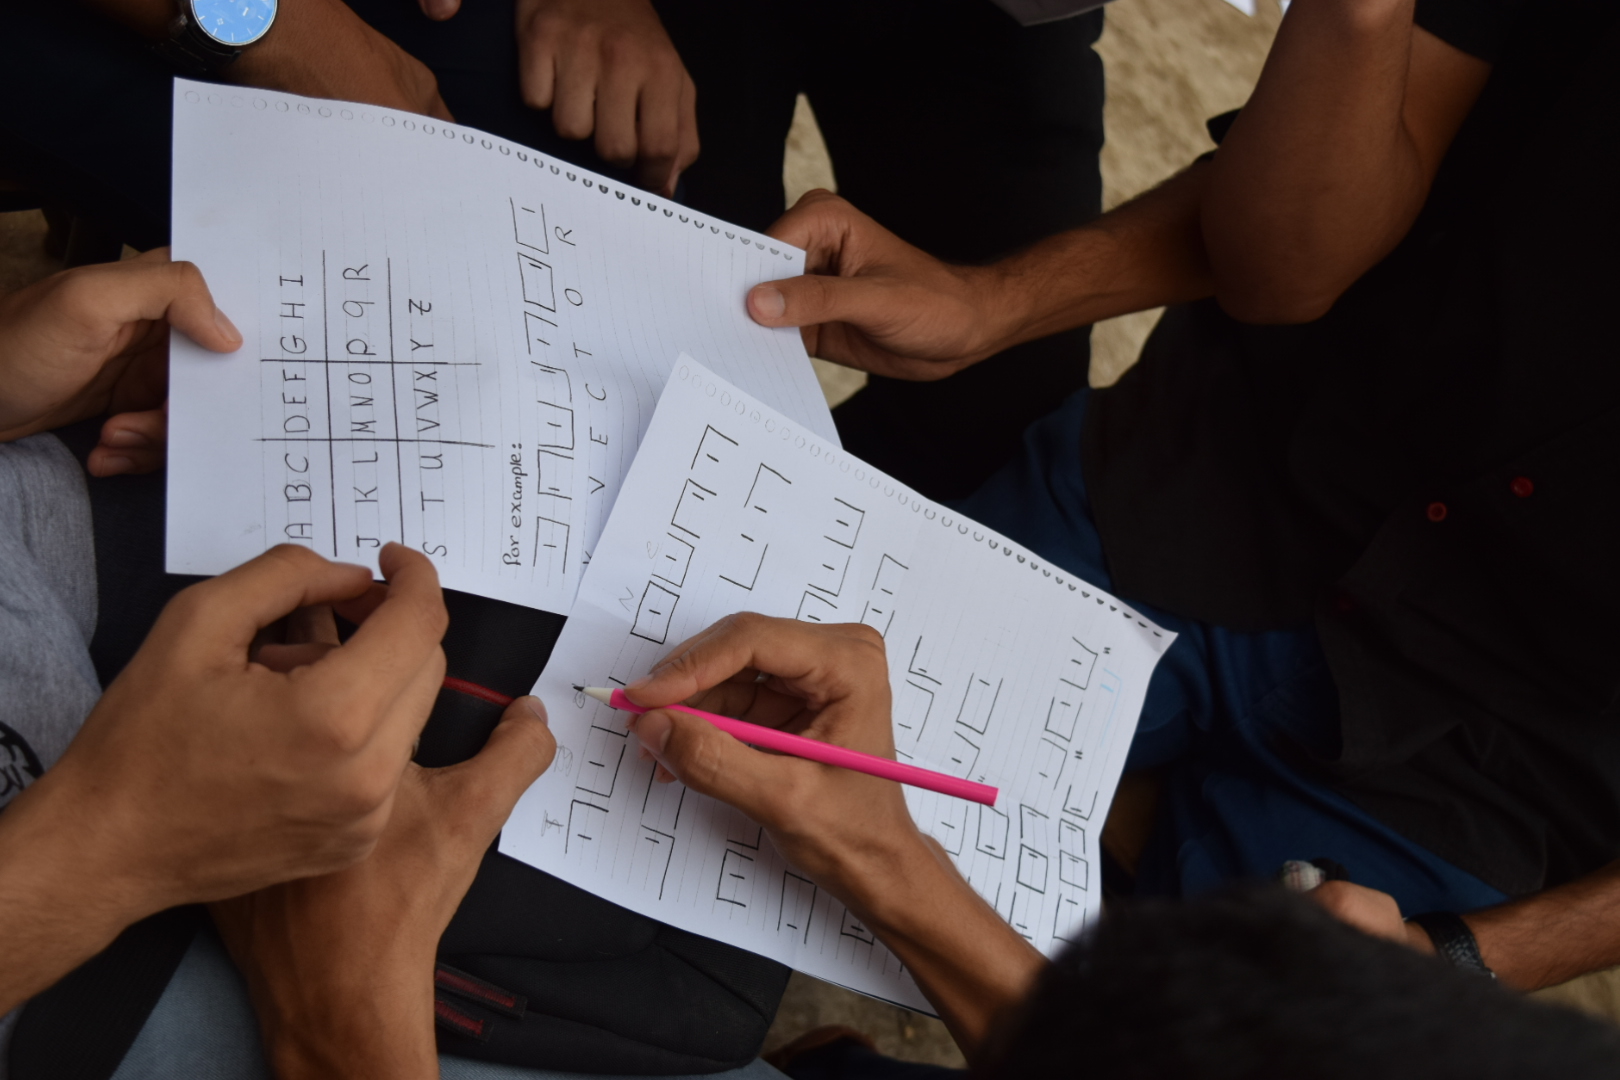 A B C D E F G H I
J K L M N O P q R
S T U V W X Y Z
For example:
V E C T O R